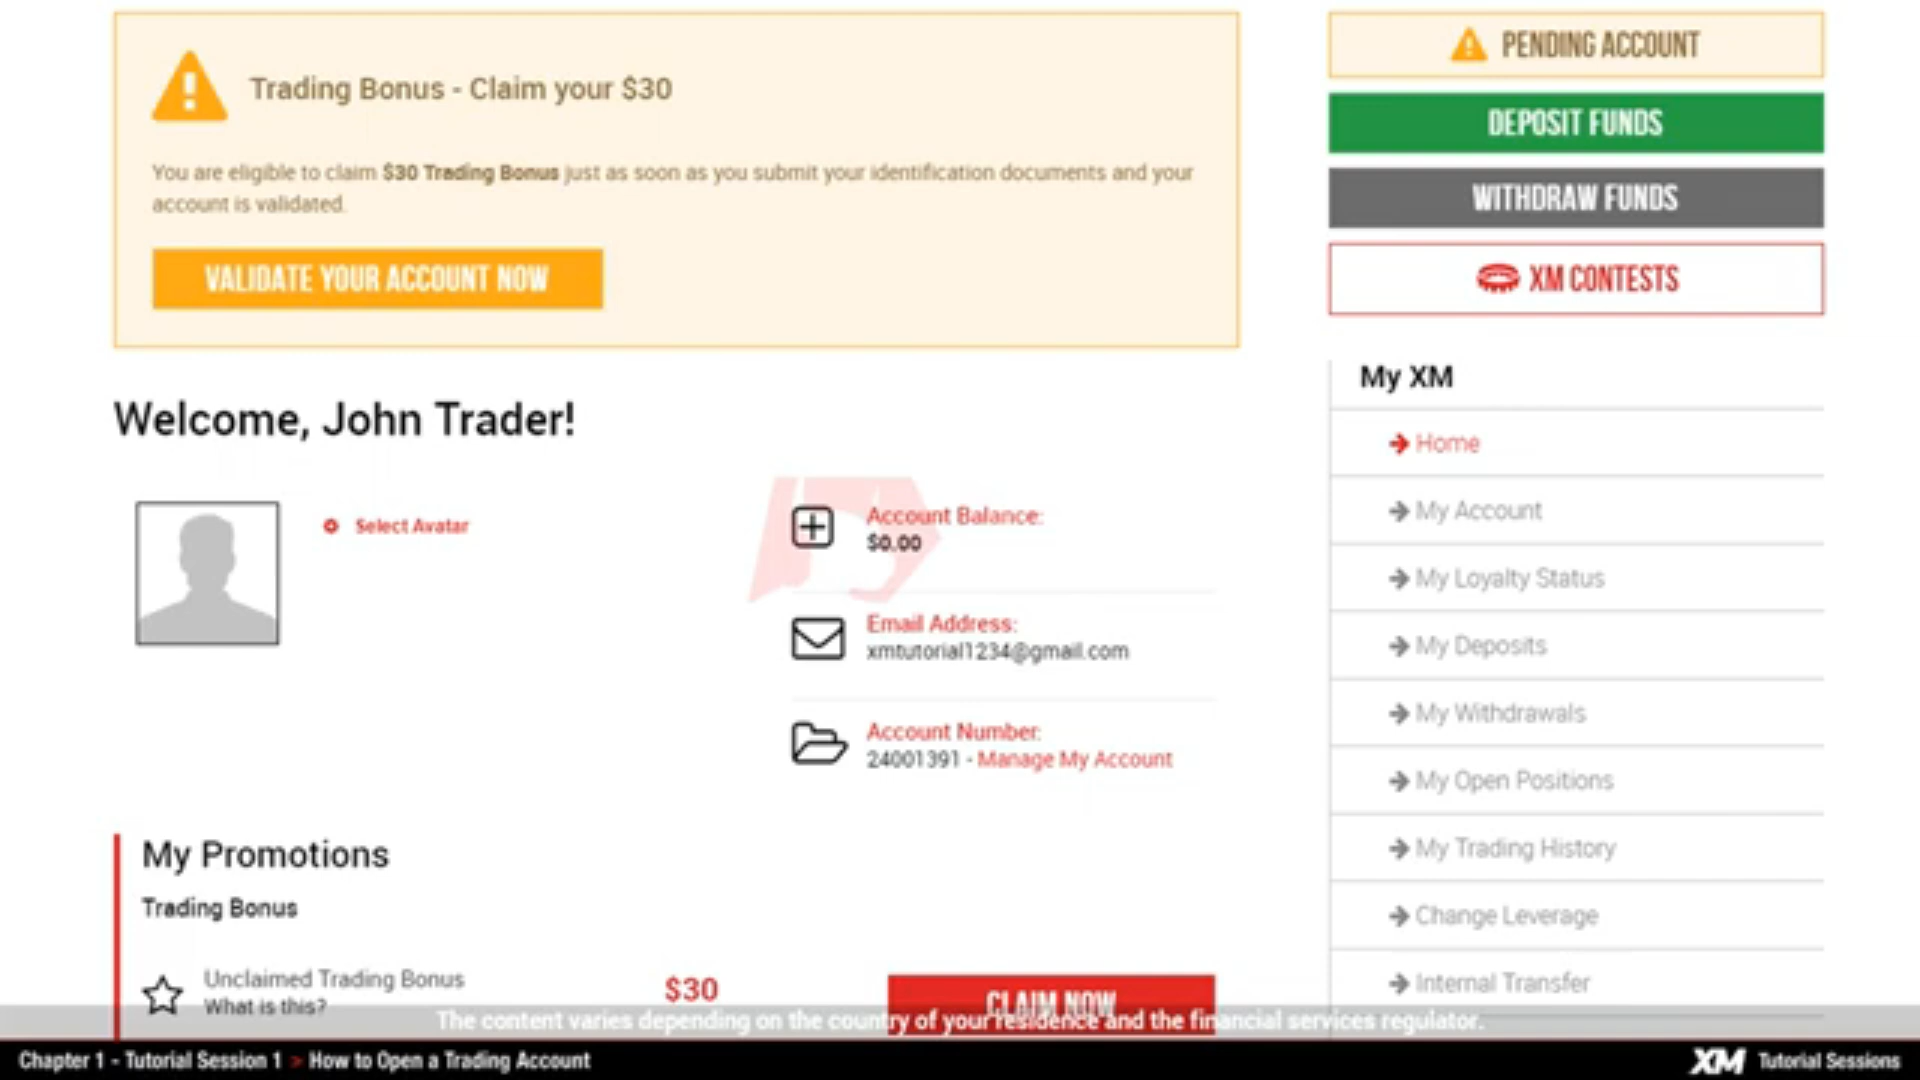 Trading Bonus - Claim your $30
You are eligible to claim $30 Trading Bonus just as soon as you submit your identification documents and your
account is validated.
VALIDATE YOUR ACCOUNT NOW
PENDING ACCOUNT
DEPOSIT FUNDS
WITHDRAW FUNDS
XM CONTESTS
Welcome, John Trader!
Select Avatar
Account Balance:
$0.00
Email Address:
xmtutorial1234@gmail.com
Account Number:
24001391 - Manage My Account
My XM
Home
My Account
My Loyalty Status
My Deposits
My Withdrawals
My Open Positions
My Trading History
Change Leverage
Internal Transfer
My Promotions
Trading Bonus
Unclaimed Trading Bonus
What is this?
$30
CLAIM NOW
The content varies depending on the country of your residence and the financial services regulator.
Chapter 1 - Tutorial Session 1 > How to Open a Trading Account
XM Tutorial Sessions